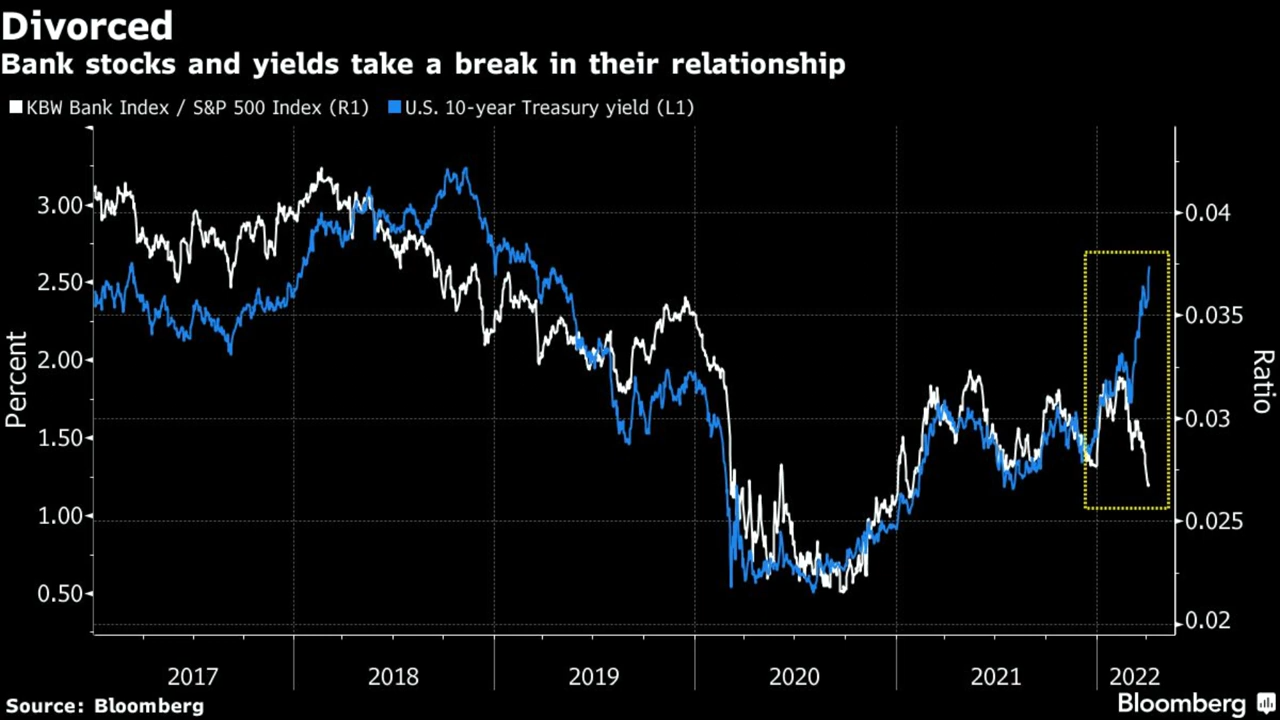 Divorced
Bank stocks and yields take a break in their relationship
KBW Bank Index / S&P 500 Index (R1) U.S. 10-year Treasury yield (L1)
3.00
2.50
2.00
1.50
1.00
0.50
Percent
0.04
0.035
0.03
0.025
0.02
Ratio
2017 2018 2019 2020 2021 2022
Source: Bloomberg
Bloomberg